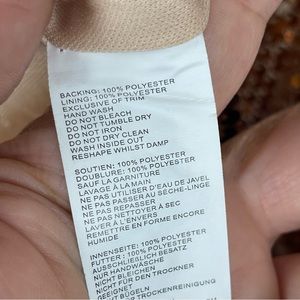 BACKING: 100% POLYESTER
LINING: 100% POLYESTER
EXCLUSIVE OF TRIM
HAND WASH
DO NOT BLEACH
DO NOT TUMBLE DRY
DO NOT IRON
DO NOT DRY CLEAN
WASH INSIDE OUT
RESHAPE WHILST DAMP
SOUTIEN: 100% POLYESTER
DOUBLURE: 100% POLYESTER
SAUF LA GARNITURE
LAVAGE À LA MAIN
NE PAS UTILISER D'EAU DE JAVEL
NE PAS SÉCHER AU SÈCHE-LINGE
NE PAS REPASSER
NE PAS NETTOYER À SEC
LAVER À L'ENVERS
REMETTRE EN FORME ENCORE
HUMIDE
INNENSEITE: 100% POLYESTER
FUTTER: 100% POLYESTER
AUSSCHLIEßLICH BESATZ
NUR HANDWÄSCHE
NICHT BLEICHEN
NICHT FÜR DEN TROCKNER
NICHT BÜGELN